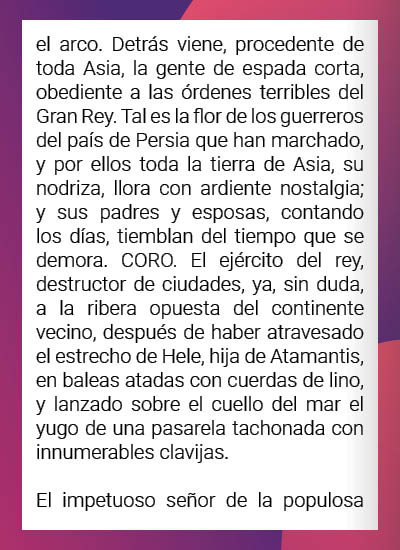 el arco. Detrás viene, procedente de
toda Asia, la gente de espada corta,
obediente a las órdenes terribles del
Gran Rey. Tal es la flor de los guerreros
del país de Persia que han marchado,
y por ellos toda la tierra de Asia, su
nodriza, llora con ardiente nostalgia;
y sus padres y esposas, contando
los días, tiemblan del tiempo que se
demora. CORO. El ejército del rey,
destructor de ciudades, ya, sin duda,
a la ribera opuesta del continente
vecino, después de haber atravesado
el estrecho de Hele, hija de Atamantis,
en baleas atadas con cuerdas de lino,
y lanzado sobre el cuello del mar el
yugo de una pasarela tachonada con
innumerables clavijas.
El impetuoso señor de la populosa